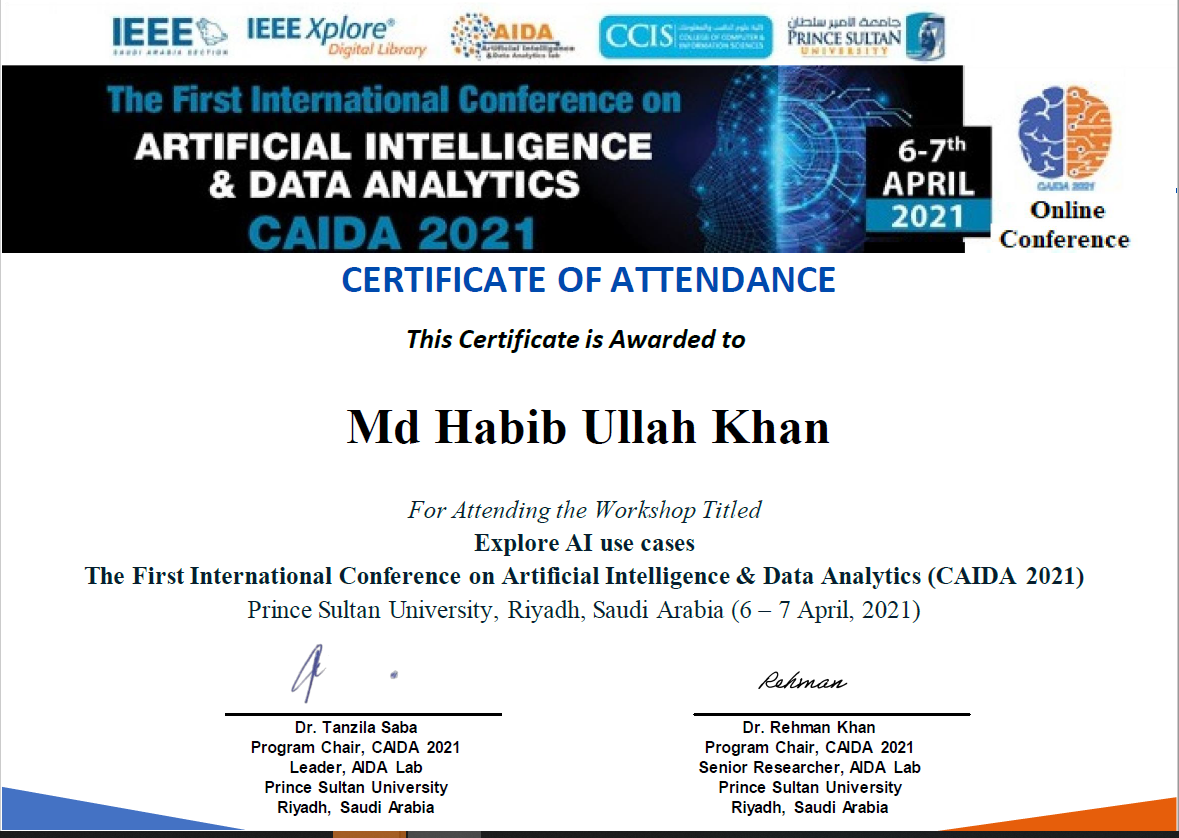 IEEE
SAUDI ARABIA SECTION
IEEE Xplore®
Digital Library
AIDA
Artificial Intelligence
& Data Analytics Lab
CCIS
كلية علوم الحاسب والمعلومات
COLLEGE OF COMPUTER &
INFORMATION SCIENCES
جامعة الأمير سلطان
PRINCE SULTAN
UNIVERSITY
The First International Conference on
ARTIFICIAL INTELLIGENCE
& DATA ANALYTICS
CAIDA 2021
6-7th
APRIL
2021
CAIDA 2021
Online
Conference
CERTIFICATE OF ATTENDANCE
This Certificate is Awarded to
Md Habib Ullah Khan
For Attending the Workshop Titled
Explore AI use cases
The First International Conference on Artificial Intelligence & Data Analytics (CAIDA 2021)
Prince Sultan University, Riyadh, Saudi Arabia (6 – 7 April, 2021)
Rehman
Dr. Tanzila Saba
Program Chair, CAIDA 2021
Leader, AIDA Lab
Prince Sultan University
Riyadh, Saudi Arabia
Dr. Rehman Khan
Program Chair, CAIDA 2021
Senior Researcher, AIDA Lab
Prince Sultan University
Riyadh, Saudi Arabia